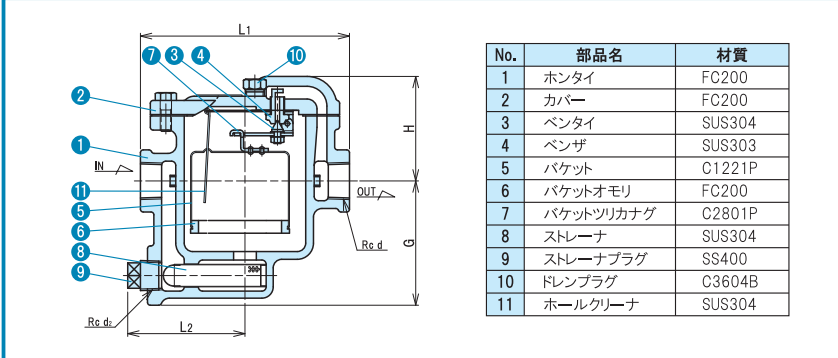 L1
7 3 4 10
2
1
IN
H
11
OUT
5
6
Rc d
G
8
300
9
Rc d2
L2
No. 部品名 材質
1 ホンタイ FC200
2 カバー FC200
3 ベンタイ SUS304
4 ベンザ SUS303
5 バケット C1221P
6 バケットオモリ FC200
7 バケットツリカナグ C2801P
8 ストレーナ SUS304
9 ストレーナプラグ SS400
10 ドレンプラグ C3604B
11 ホールクリーナ SUS304